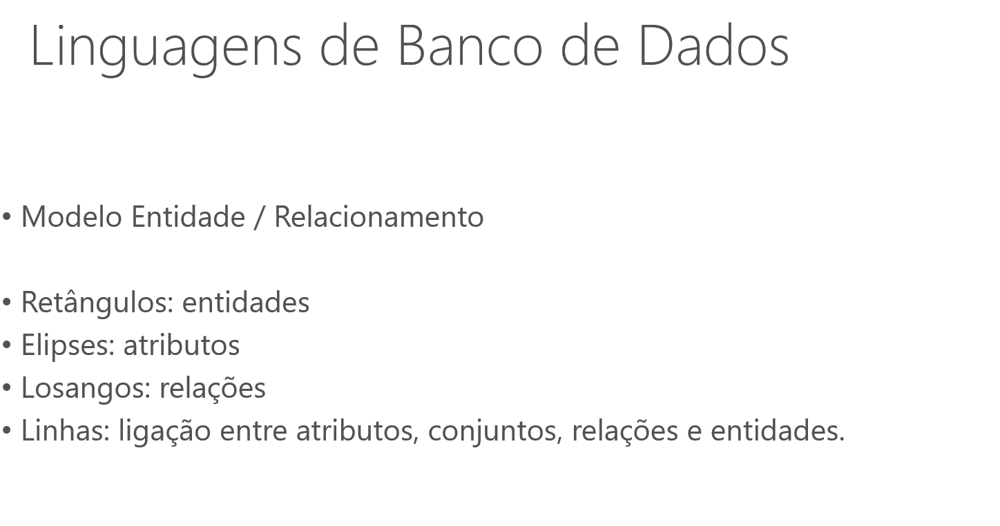 Linguagens de Banco de Dados
• Modelo Entidade / Relacionamento
• Retângulos: entidades
• Elipses: atributos
• Losangos: relações
• Linhas: ligação entre atributos, conjuntos, relações e entidades.